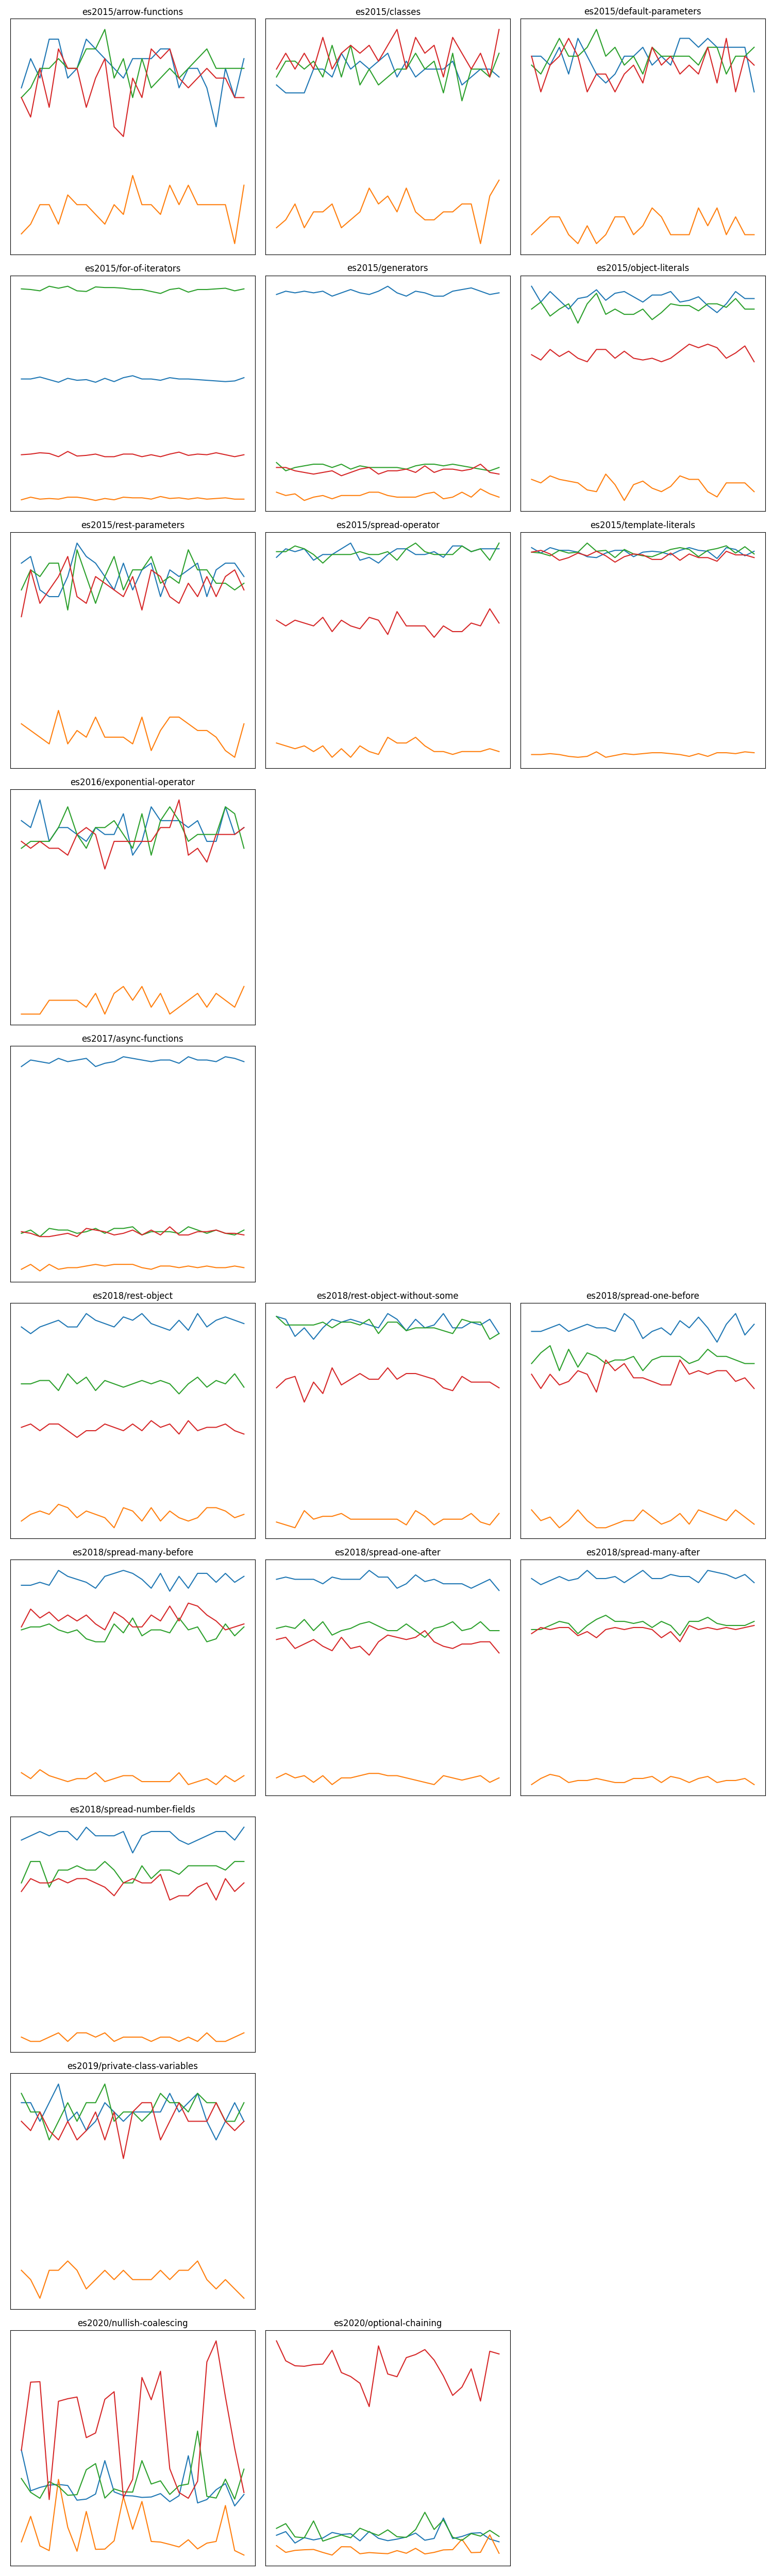 es2015/arrow-functions
es2015/classes
es2015/default-parameters
es2015/for-of-iterators
es2015/generators
es2015/object-literals
es2015/rest-parameters
es2015/spread-operator
es2015/template-literals
es2016/exponential-operator
es2017/async-functions
es2018/rest-object
es2018/rest-object-without-some
es2018/spread-one-before
es2018/spread-many-before
es2018/spread-one-after
es2018/spread-many-after
es2018/spread-number-fields
es2019/private-class-variables
es2020/nullish-coalescing
es2020/optional-chaining